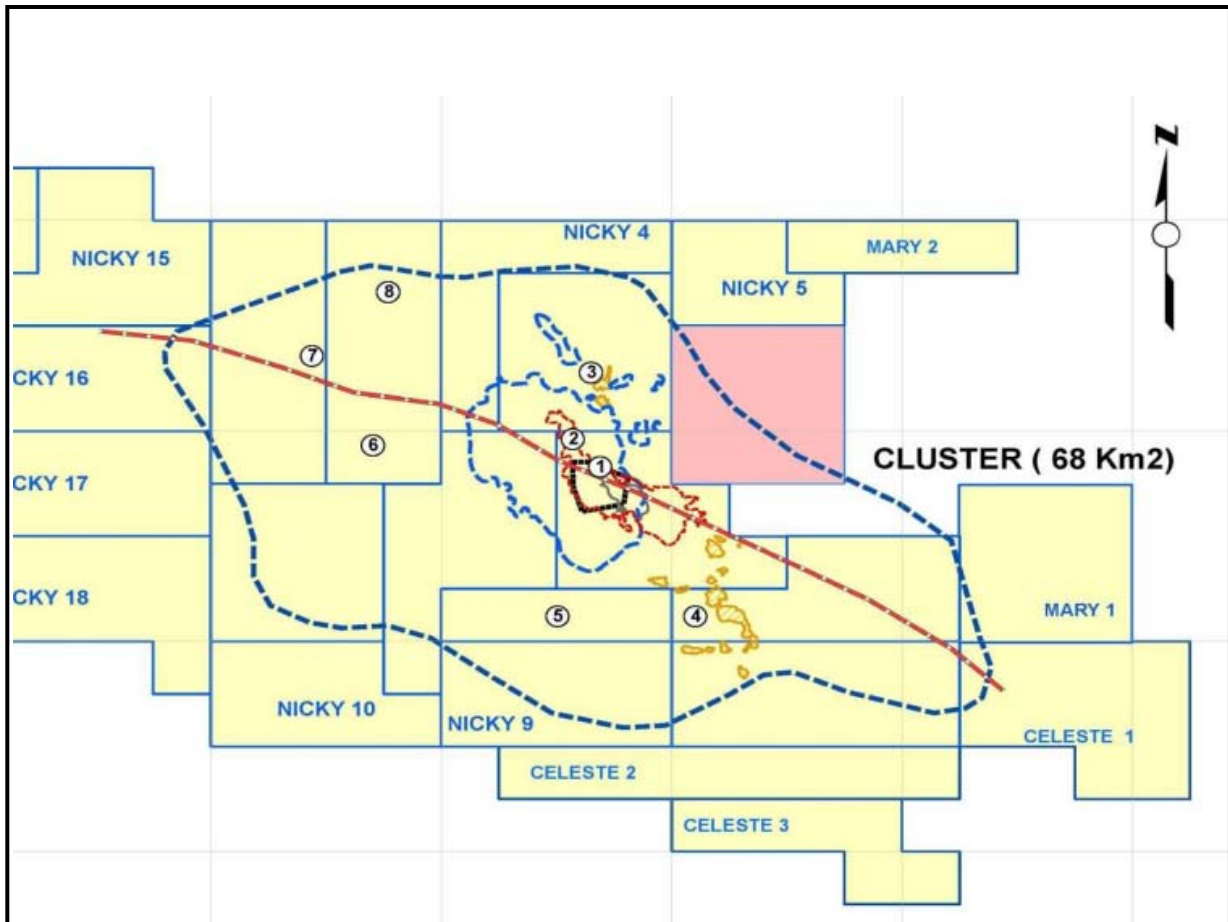 N
NICKY 4
NICKY 15
MARY 2
8
NICKY 5
7
CKY 16
3
2
6
CLUSTER ( 68 Km2)
1
CKY 17
CKY 18
5
4
MARY 1
NICKY 10
NICKY 9
CELESTE 1
CELESTE 2
CELESTE 3